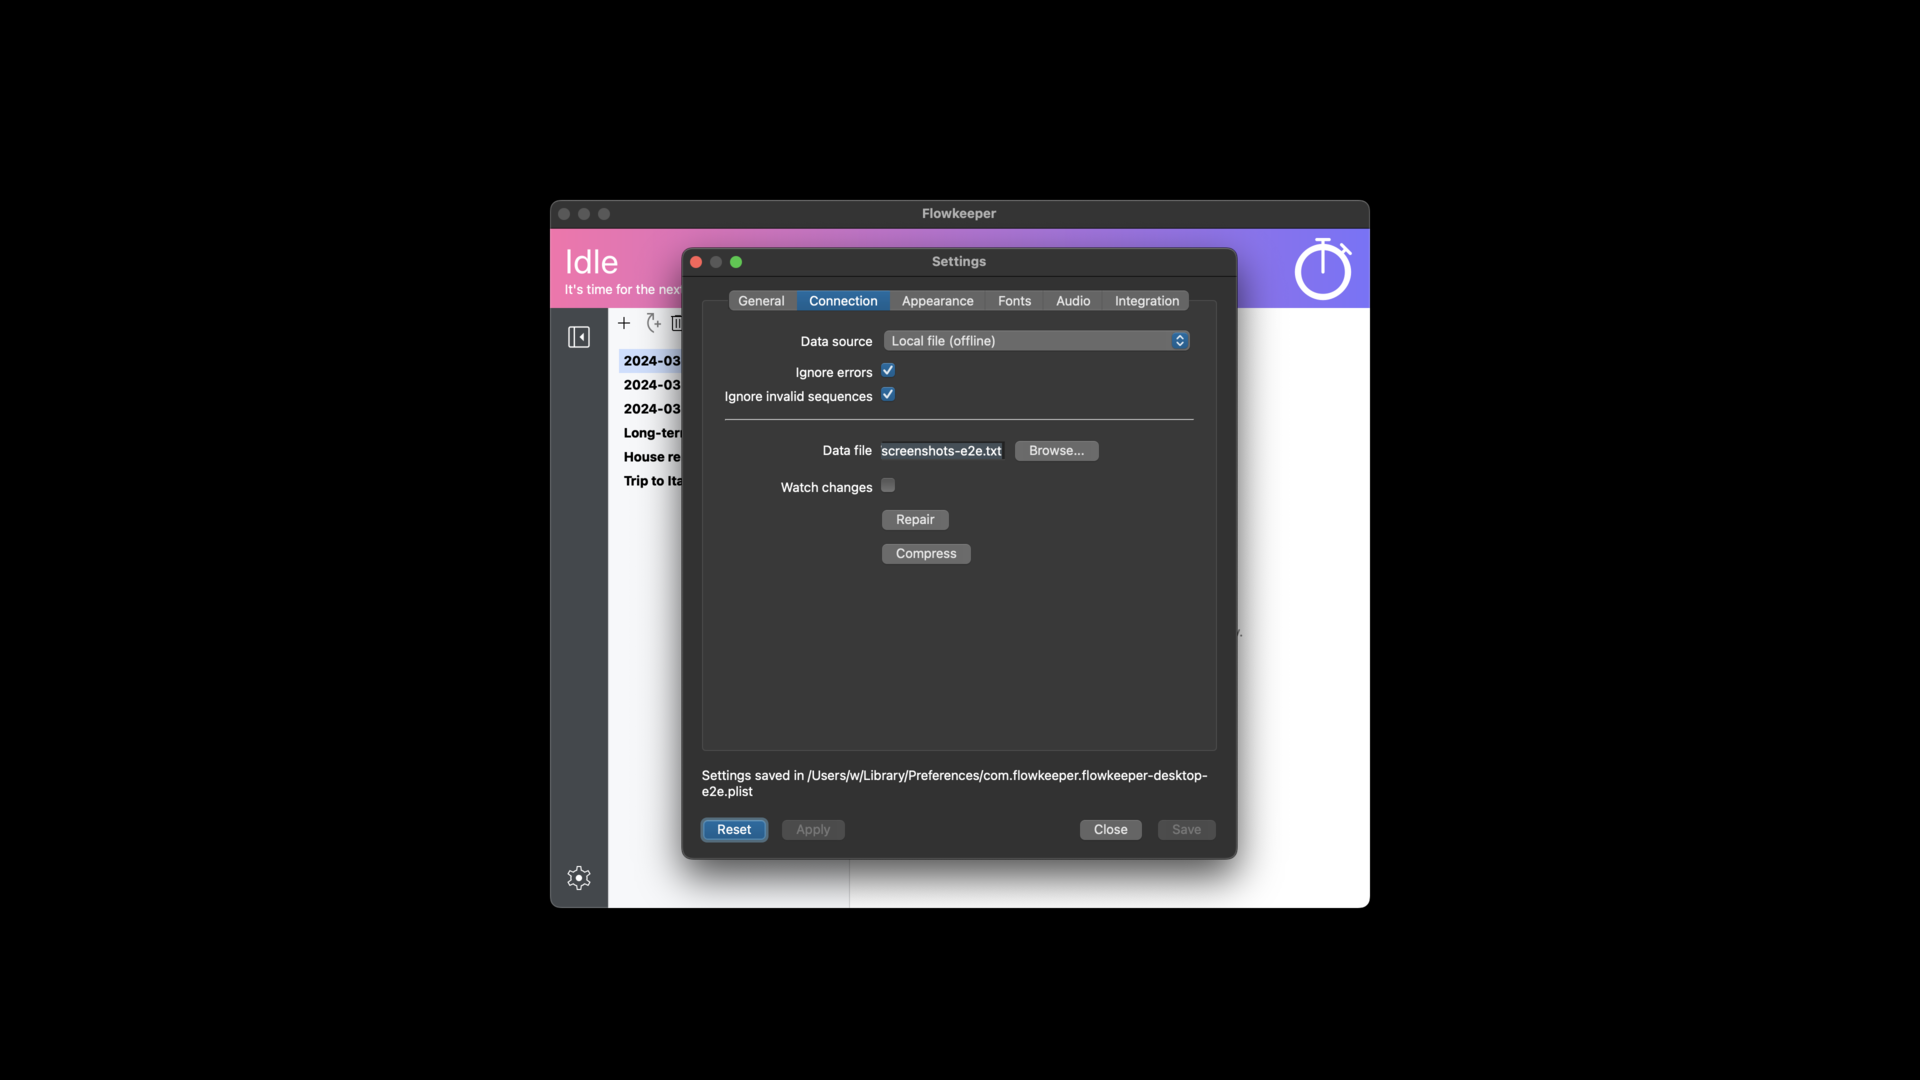 Flowkeeper
Idle
It's time for the nex
Settings
General Connection Appearance Fonts Audio Integration
Data source Local file (offline)
Ignore errors
Ignore invalid sequences
Data file screenshots-e2e.txt Browse...
Watch changes
Repair
Compress
2024-03
2024-03
2024-03
Long-ter
House re
Trip to Ita
y.
Settings saved in /Users/w/Library/Preferences/com.flowkeeper.flowkeeper-desktop-
e2e.plist
Reset Apply Close Save